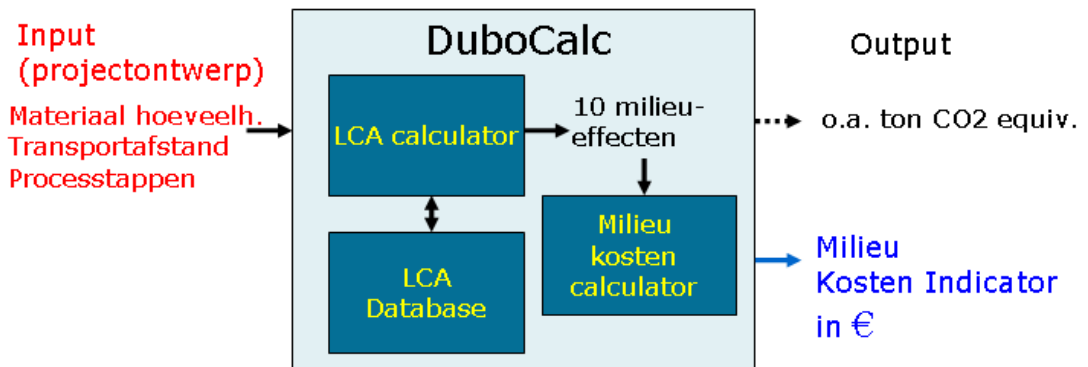 Input
(projectontwerp)
Materiaal hoeveelh.
Transportafstand
Processtappen
DuboCalc
LCA calculator
LCA
Database
10 milieu-
effecten
Milieu
kosten
calculator
Output
o.a. ton CO2 equiv.
Milieu
Kosten Indicator
in €